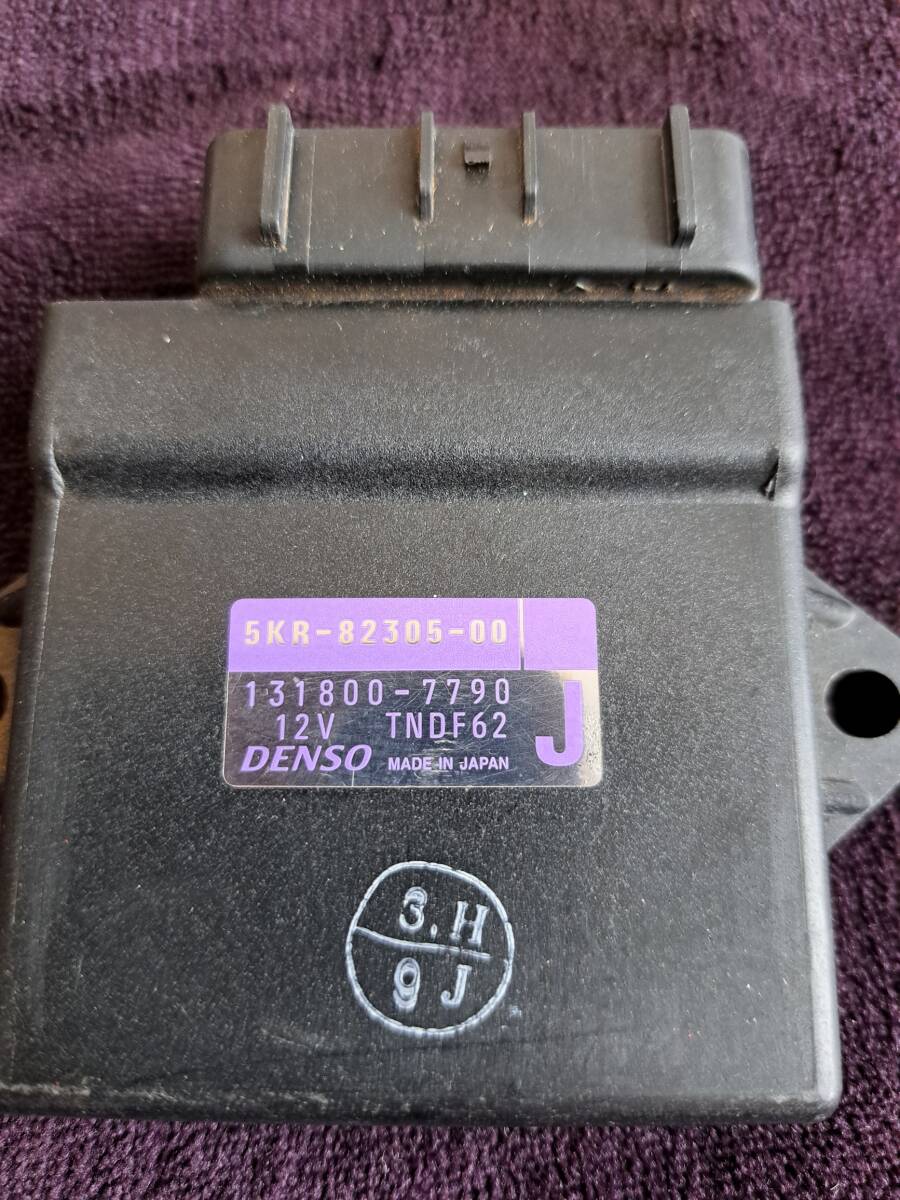 5KR-82305-00
131800-7790
12V TNDF62
J
DENSO MADE IN JAPAN
3.H
9J